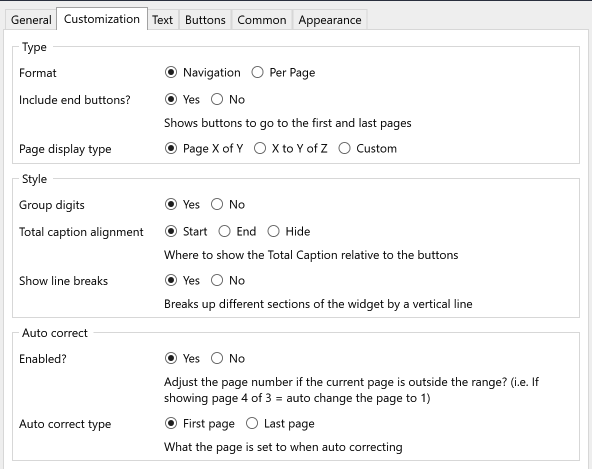 General Customization Text Buttons Common Appearance
Type
Format Navigation Per Page
Include end buttons? Yes No
Shows buttons to go to the first and last pages
Page display type Page X of Y X to Y of Z Custom
Style
Group digits Yes No
Total caption alignment Start End Hide
Where to show the Total Caption relative to the buttons
Show line breaks Yes No
Breaks up different sections of the widget by a vertical line
Auto correct
Enabled? Yes No
Adjust the page number if the current page is outside the range? (i.e. If
showing page 4 of 3 = auto change the page to 1)
Auto correct type First page Last page
What the page is set to when auto correcting